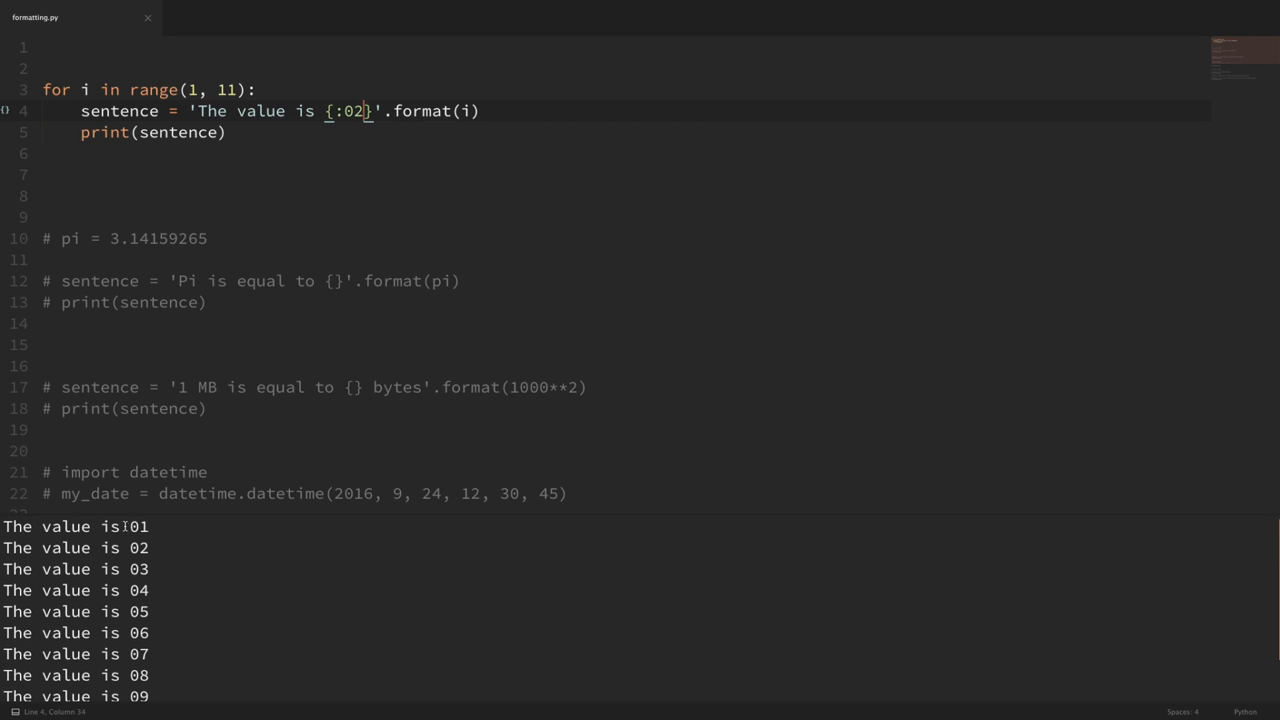 formatting.py
1
2
3 for i in range(1, 11):
{} 4     sentence = 'The value is {:02}'.format(i)
5     print(sentence)
6
7
8
9
10 # pi = 3.14159265
11
12 # sentence = 'Pi is equal to {}'.format(pi)
13 # print(sentence)
14
15
16
17 # sentence = '1 MB is equal to {} bytes'.format(1000**2)
18 # print(sentence)
19
20
21 # import datetime
22 # my_date = datetime.datetime(2016, 9, 24, 12, 30, 45)
The value is 01
The value is 02
The value is 03
The value is 04
The value is 05
The value is 06
The value is 07
The value is 08
The value is 09
Line 4, Column 34
Spaces: 4
Python